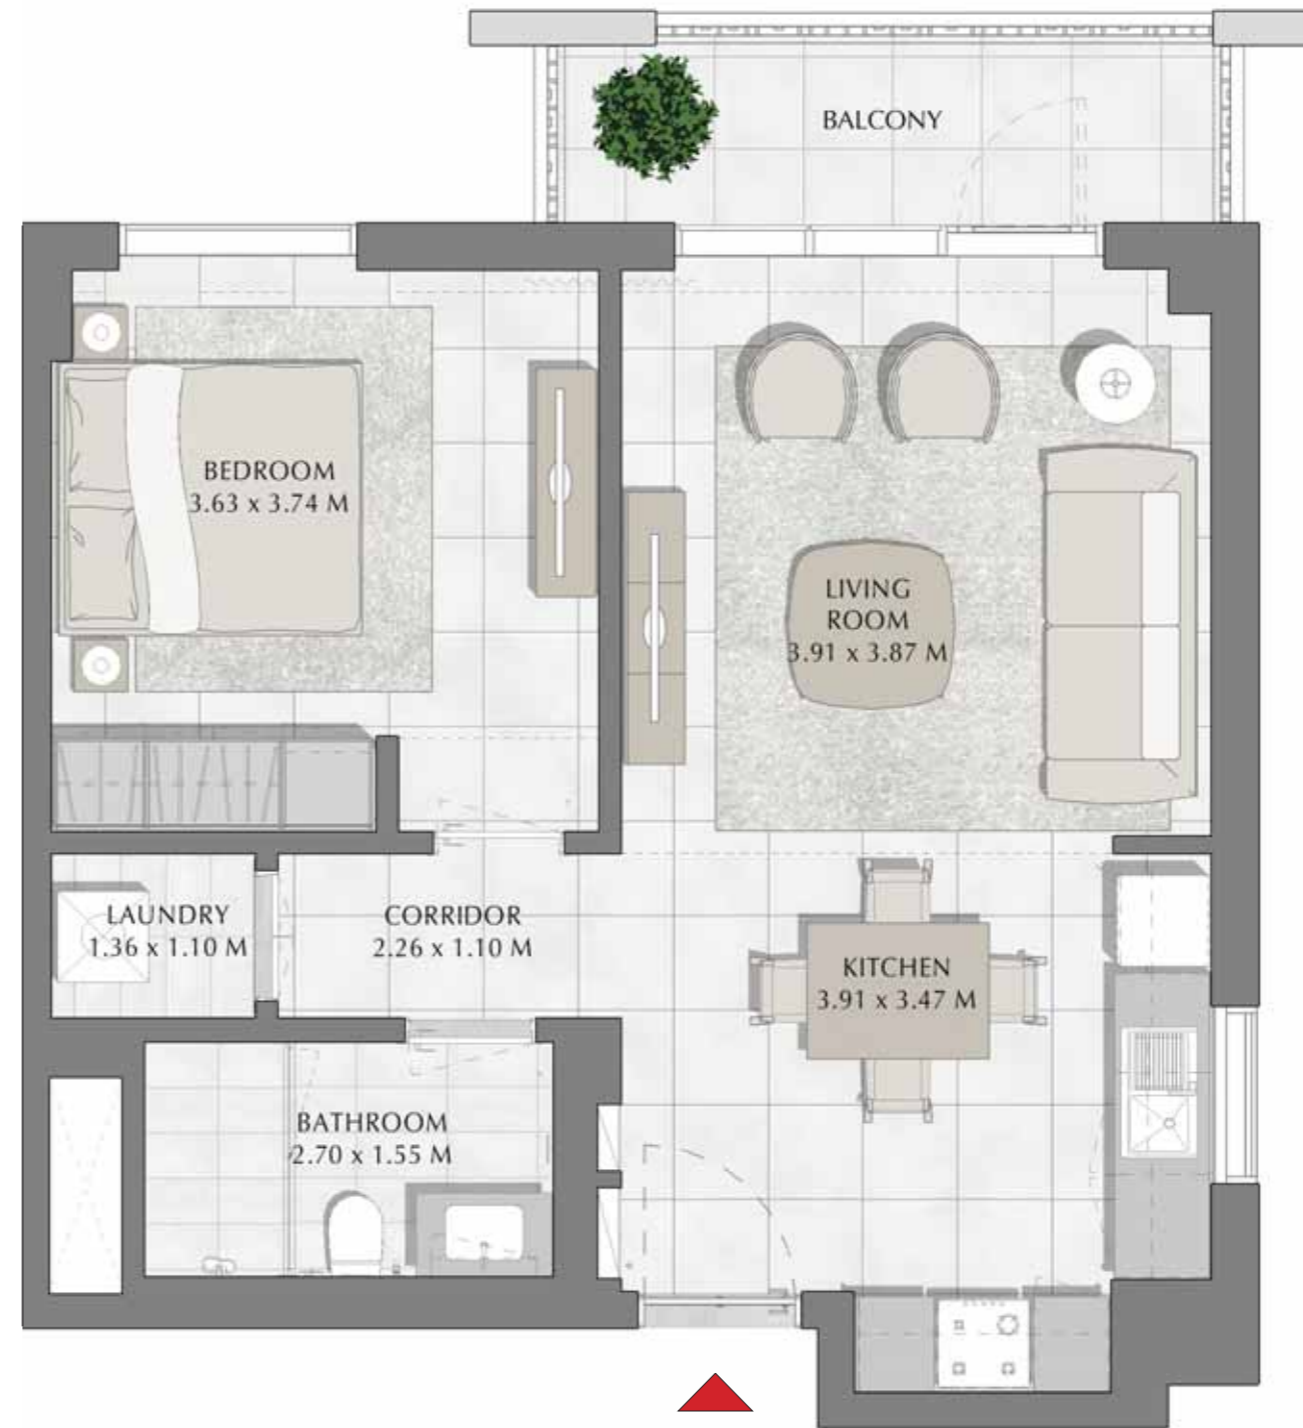 BALCONY
BEDROOM
3.63 x 3.74 M
LIVING
ROOM
3.91 x 3.87 M
LAUNDRY
1.36 x 1.10 M
CORRIDOR
2.26 x 1.10 M
KITCHEN
3.91 x 3.47 M
BATHROOM
2.70 x 1.55 M